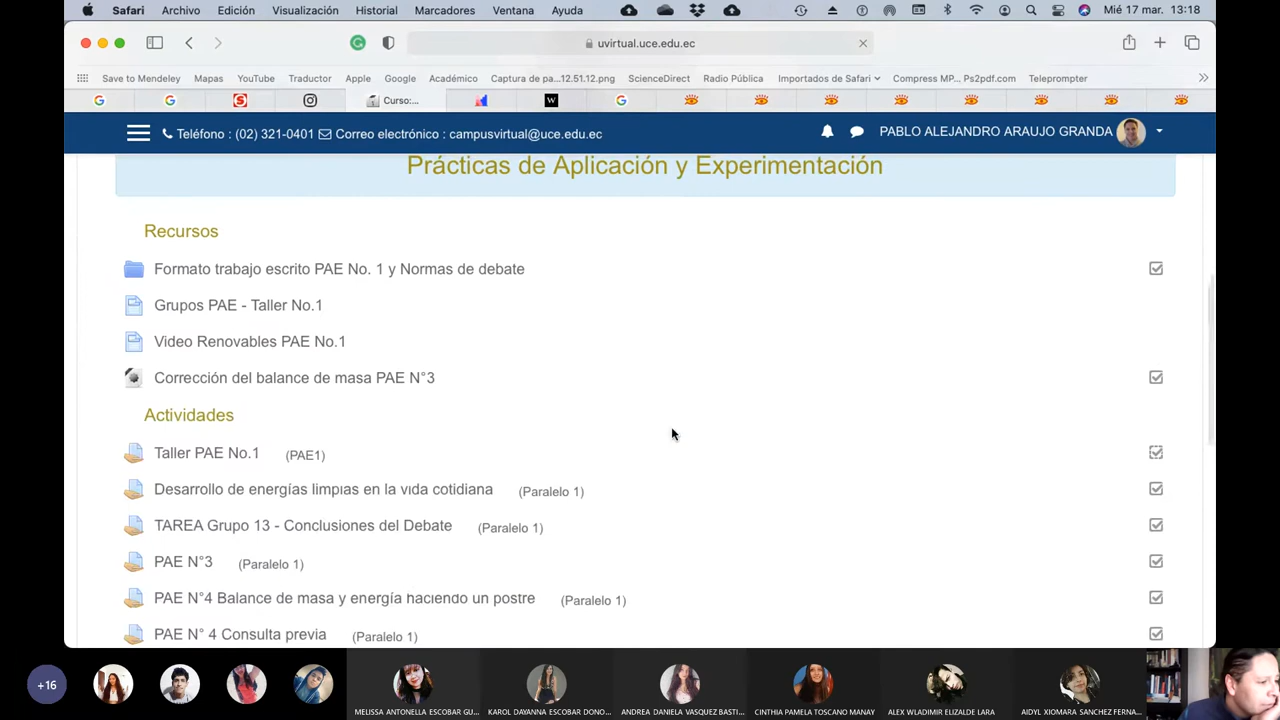 Safari Archivo Edición Visualización Historial Marcadores Ventana Ayuda Mié 17 mar. 13:18
uvirtual.uce.edu.ec
Save to Mendeley Mapas YouTube Traductor Apple Google Académico Captura de pa...12.51.12.png ScienceDirect Radio Pública Importados de Safari Compress MP... Ps2pdf.com Teleprompter
Curso:...
Teléfono : (02) 321-0401 Correo electrónico : campusvirtual@uce.edu.ec PABLO ALEJANDRO ARAUJO GRANDA
Prácticas de Aplicación y Experimentación
Recursos
Formato trabajo escrito PAE No. 1 y Normas de debate
Grupos PAE - Taller No.1
Video Renovables PAE No.1
Corrección del balance de masa PAE N°3
Actividades
Taller PAE No.1 (PAE1)
Desarrollo de energías limpias en la vida cotidiana (Paralelo 1)
TAREA Grupo 13 - Conclusiones del Debate (Paralelo 1)
PAE N°3 (Paralelo 1)
PAE N°4 Balance de masa y energía haciendo un postre (Paralelo 1)
PAE N° 4 Consulta previa (Paralelo 1)
+16
MELISSA ANTONELLA ESCOBAR GU... KAROL DAYANNA ESCOBAR DONO... ANDREA DANIELA VASQUEZ BASTI... CINTHIA PAMELA TOSCANO MANAY ALEX WLADIMIR ELIZALDE LARA AIDYL XIOMARA SANCHEZ FERNA...